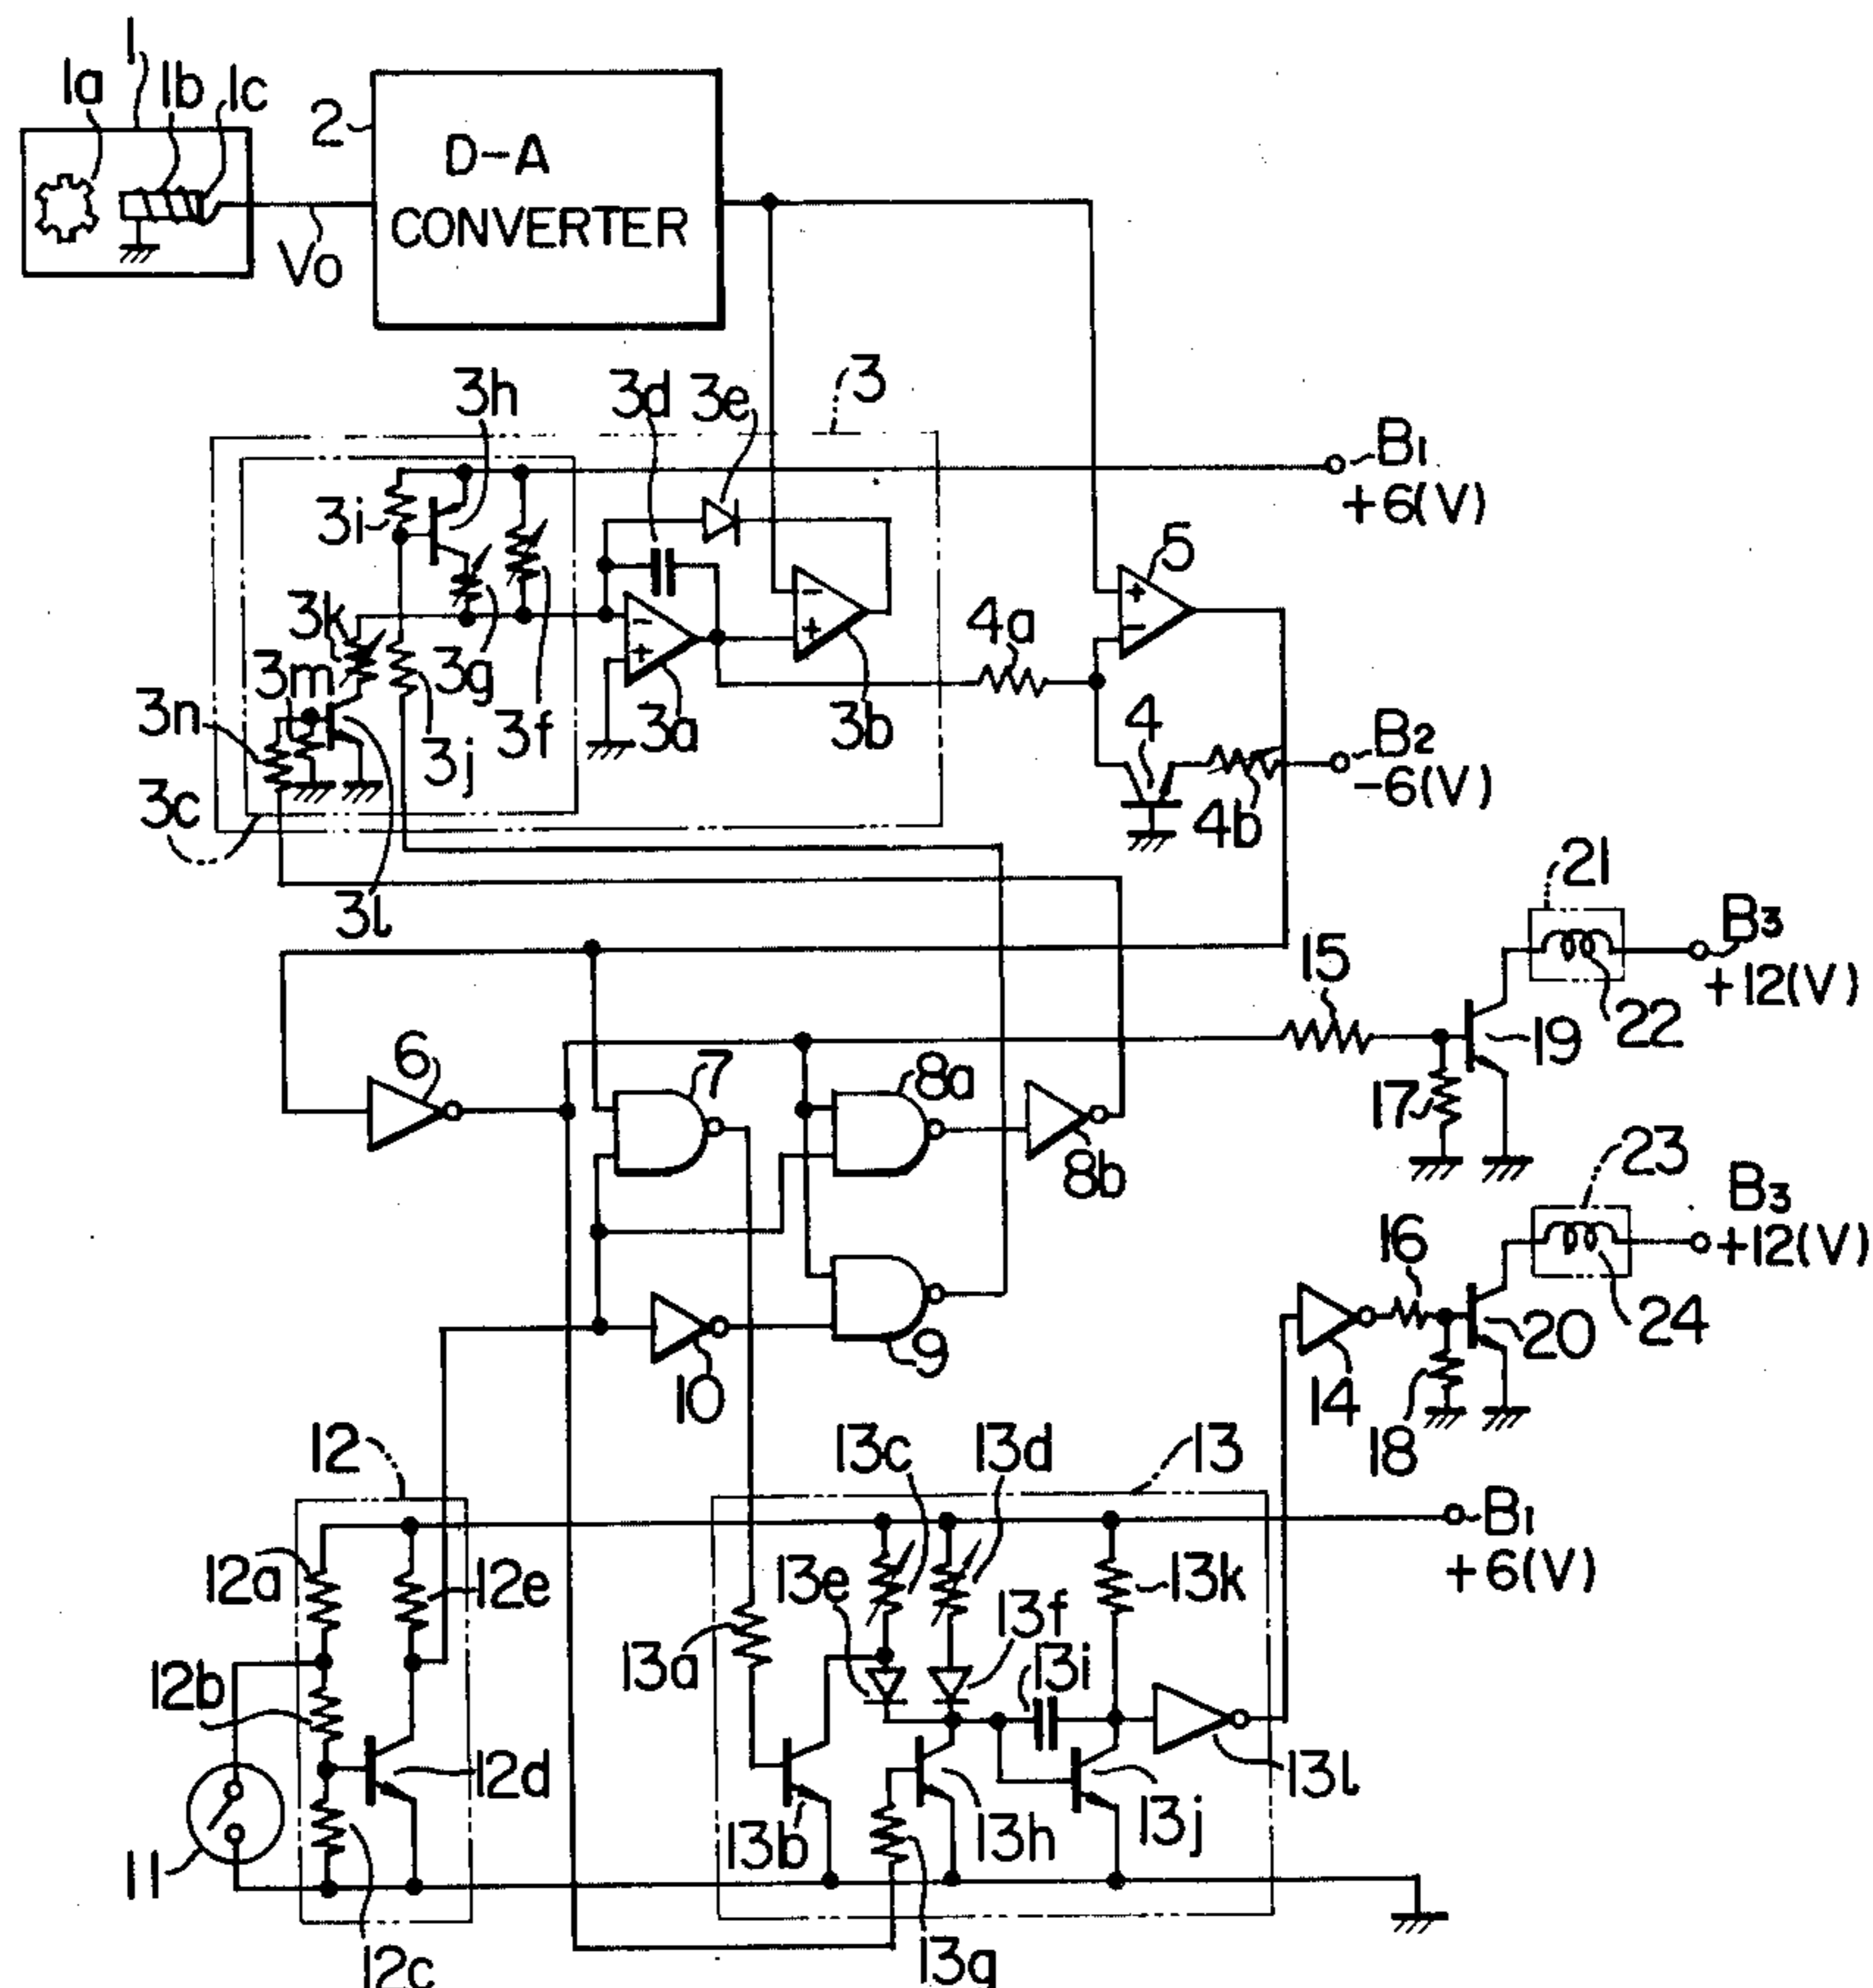 1
1a 1b 1c
2
D-A
CONVERTER
Vo
3
3h 3d 3e
B1
+6(V)
3i
5
3k
3m
3g
4a
3n
3j 3f 3a 3b
4
B2
-6(V)
3c
4b
3l
21
B3
+12(V)
15
22
6 7 8a
19
17
8b
23
B3
+12(V)
16
24
10 9
14 20
18
12
13c 13d 13
B1
+6(V)
12a 12e
13e
13k
13f
12b
13a
13i
12d
13l
11
13b 13h 13j
12c
13g